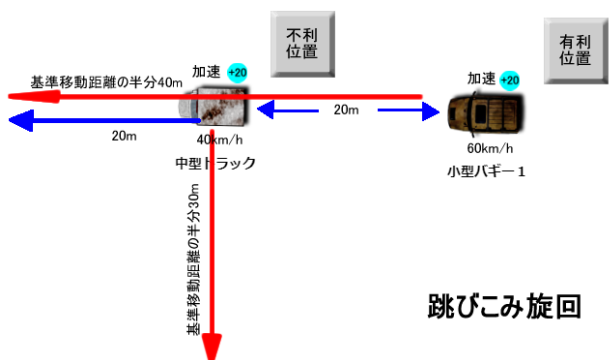 不利
位置
有利
位置
加速 +20
加速 +20
基準移動距離の半分40m
20m
20m
40km/h
60km/h
中型トラック
小型バギー1
基準移動距離の半分30m
跳びこみ旋回